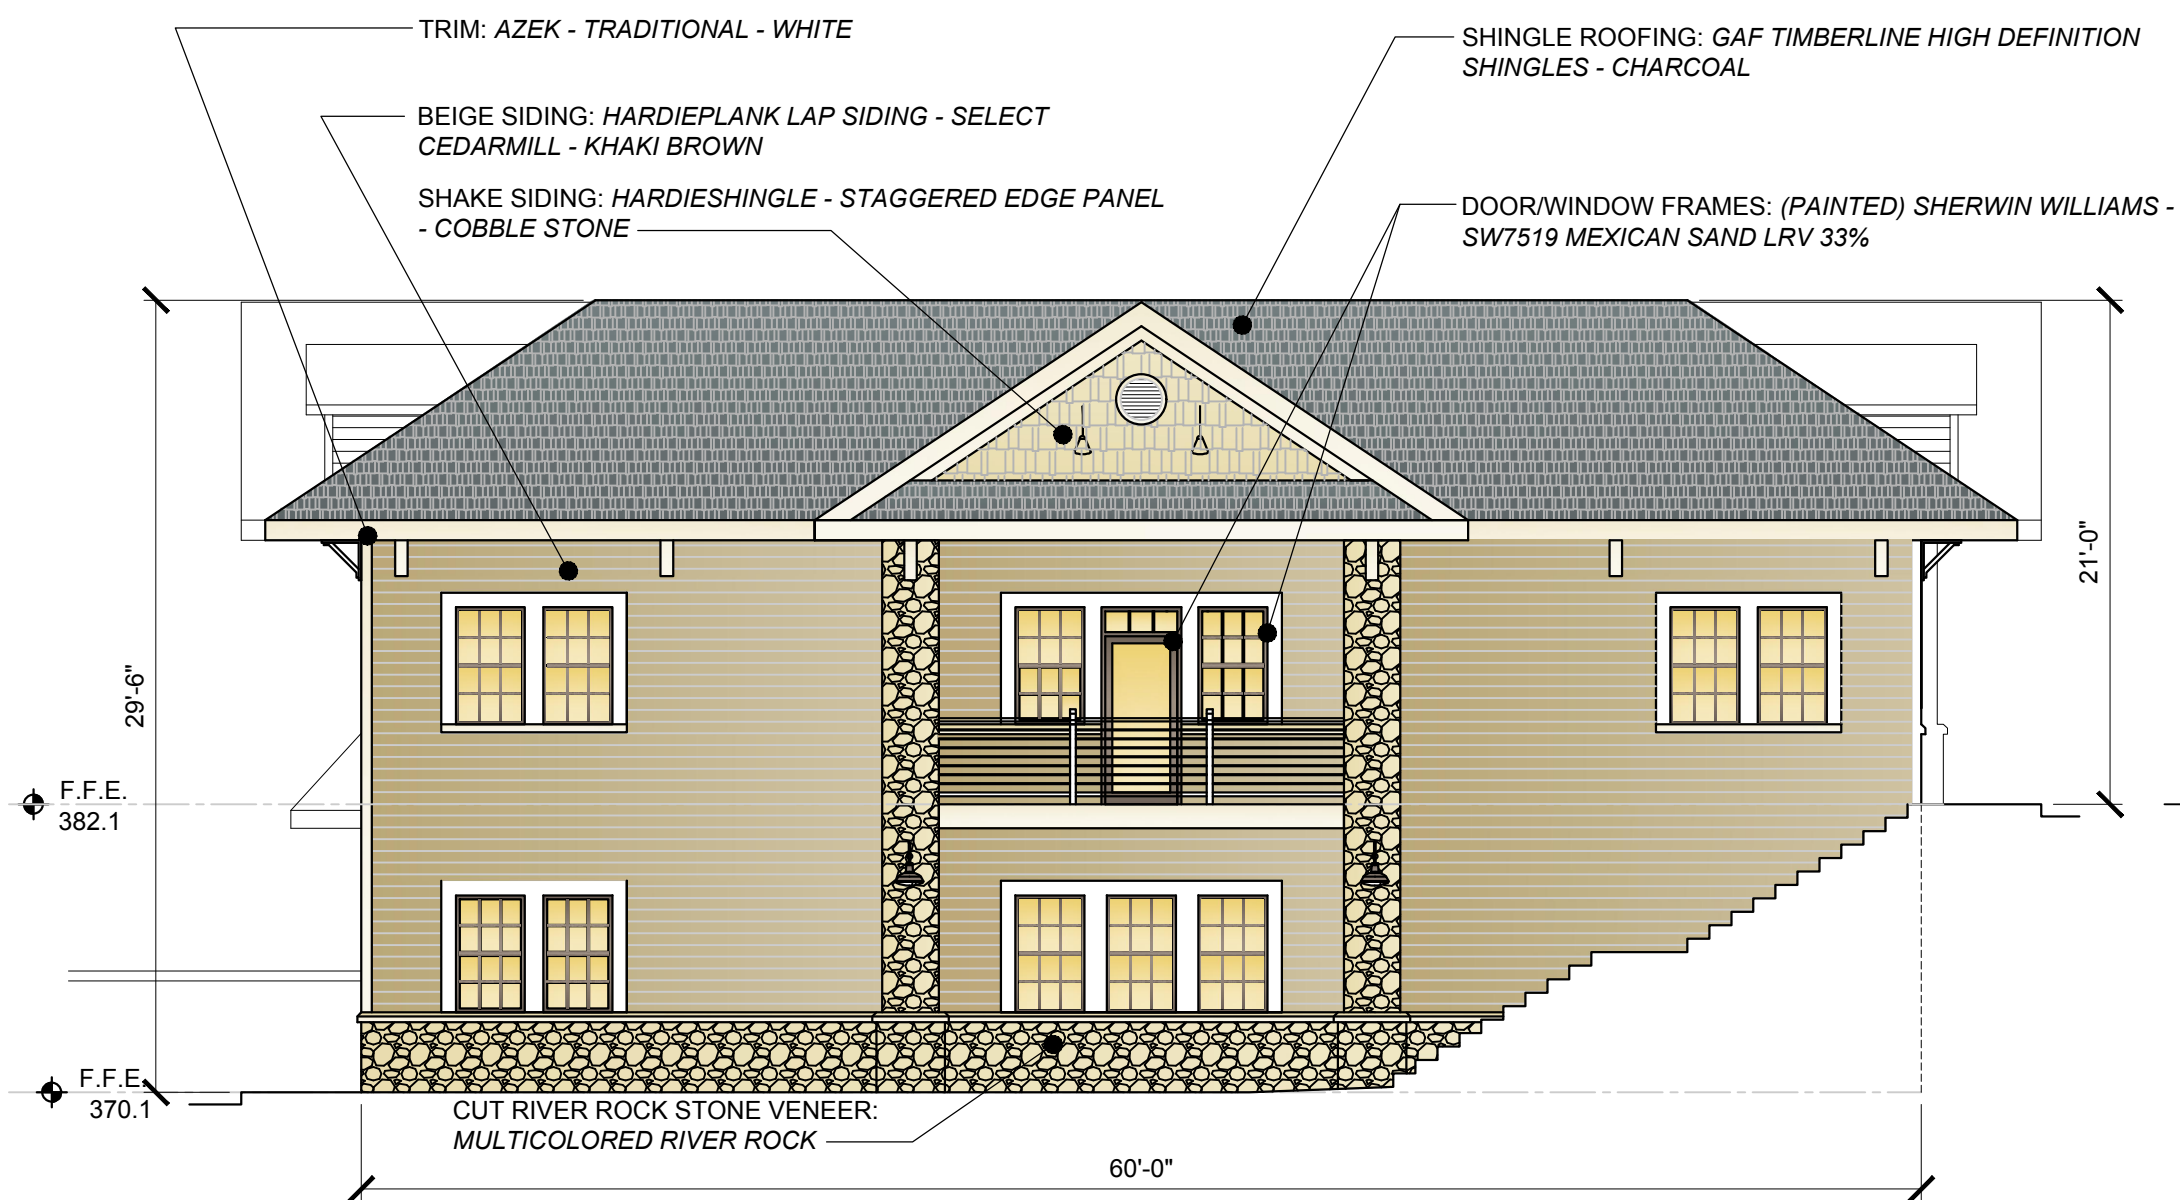 TRIM: AZEK - TRADITIONAL - WHITE
SHINGLE ROOFING: GAF TIMBERLINE HIGH DEFINITION
SHINGLES - CHARCOAL
BEIGE SIDING: HARDIEPLANK LAP SIDING - SELECT
CEDARMILL - KHAKI BROWN
SHAKE SIDING: HARDIESHINGLE - STAGGERED EDGE PANEL
- COBBLE STONE
DOOR/WINDOW FRAMES: (PAINTED) SHERWIN WILLIAMS -
SW7519 MEXICAN SAND LRV 33%
29'-6"
21'-0"
F.F.E.
382.1
F.F.E.
370.1
CUT RIVER ROCK STONE VENEER:
MULTICOLORED RIVER ROCK
60'-0"